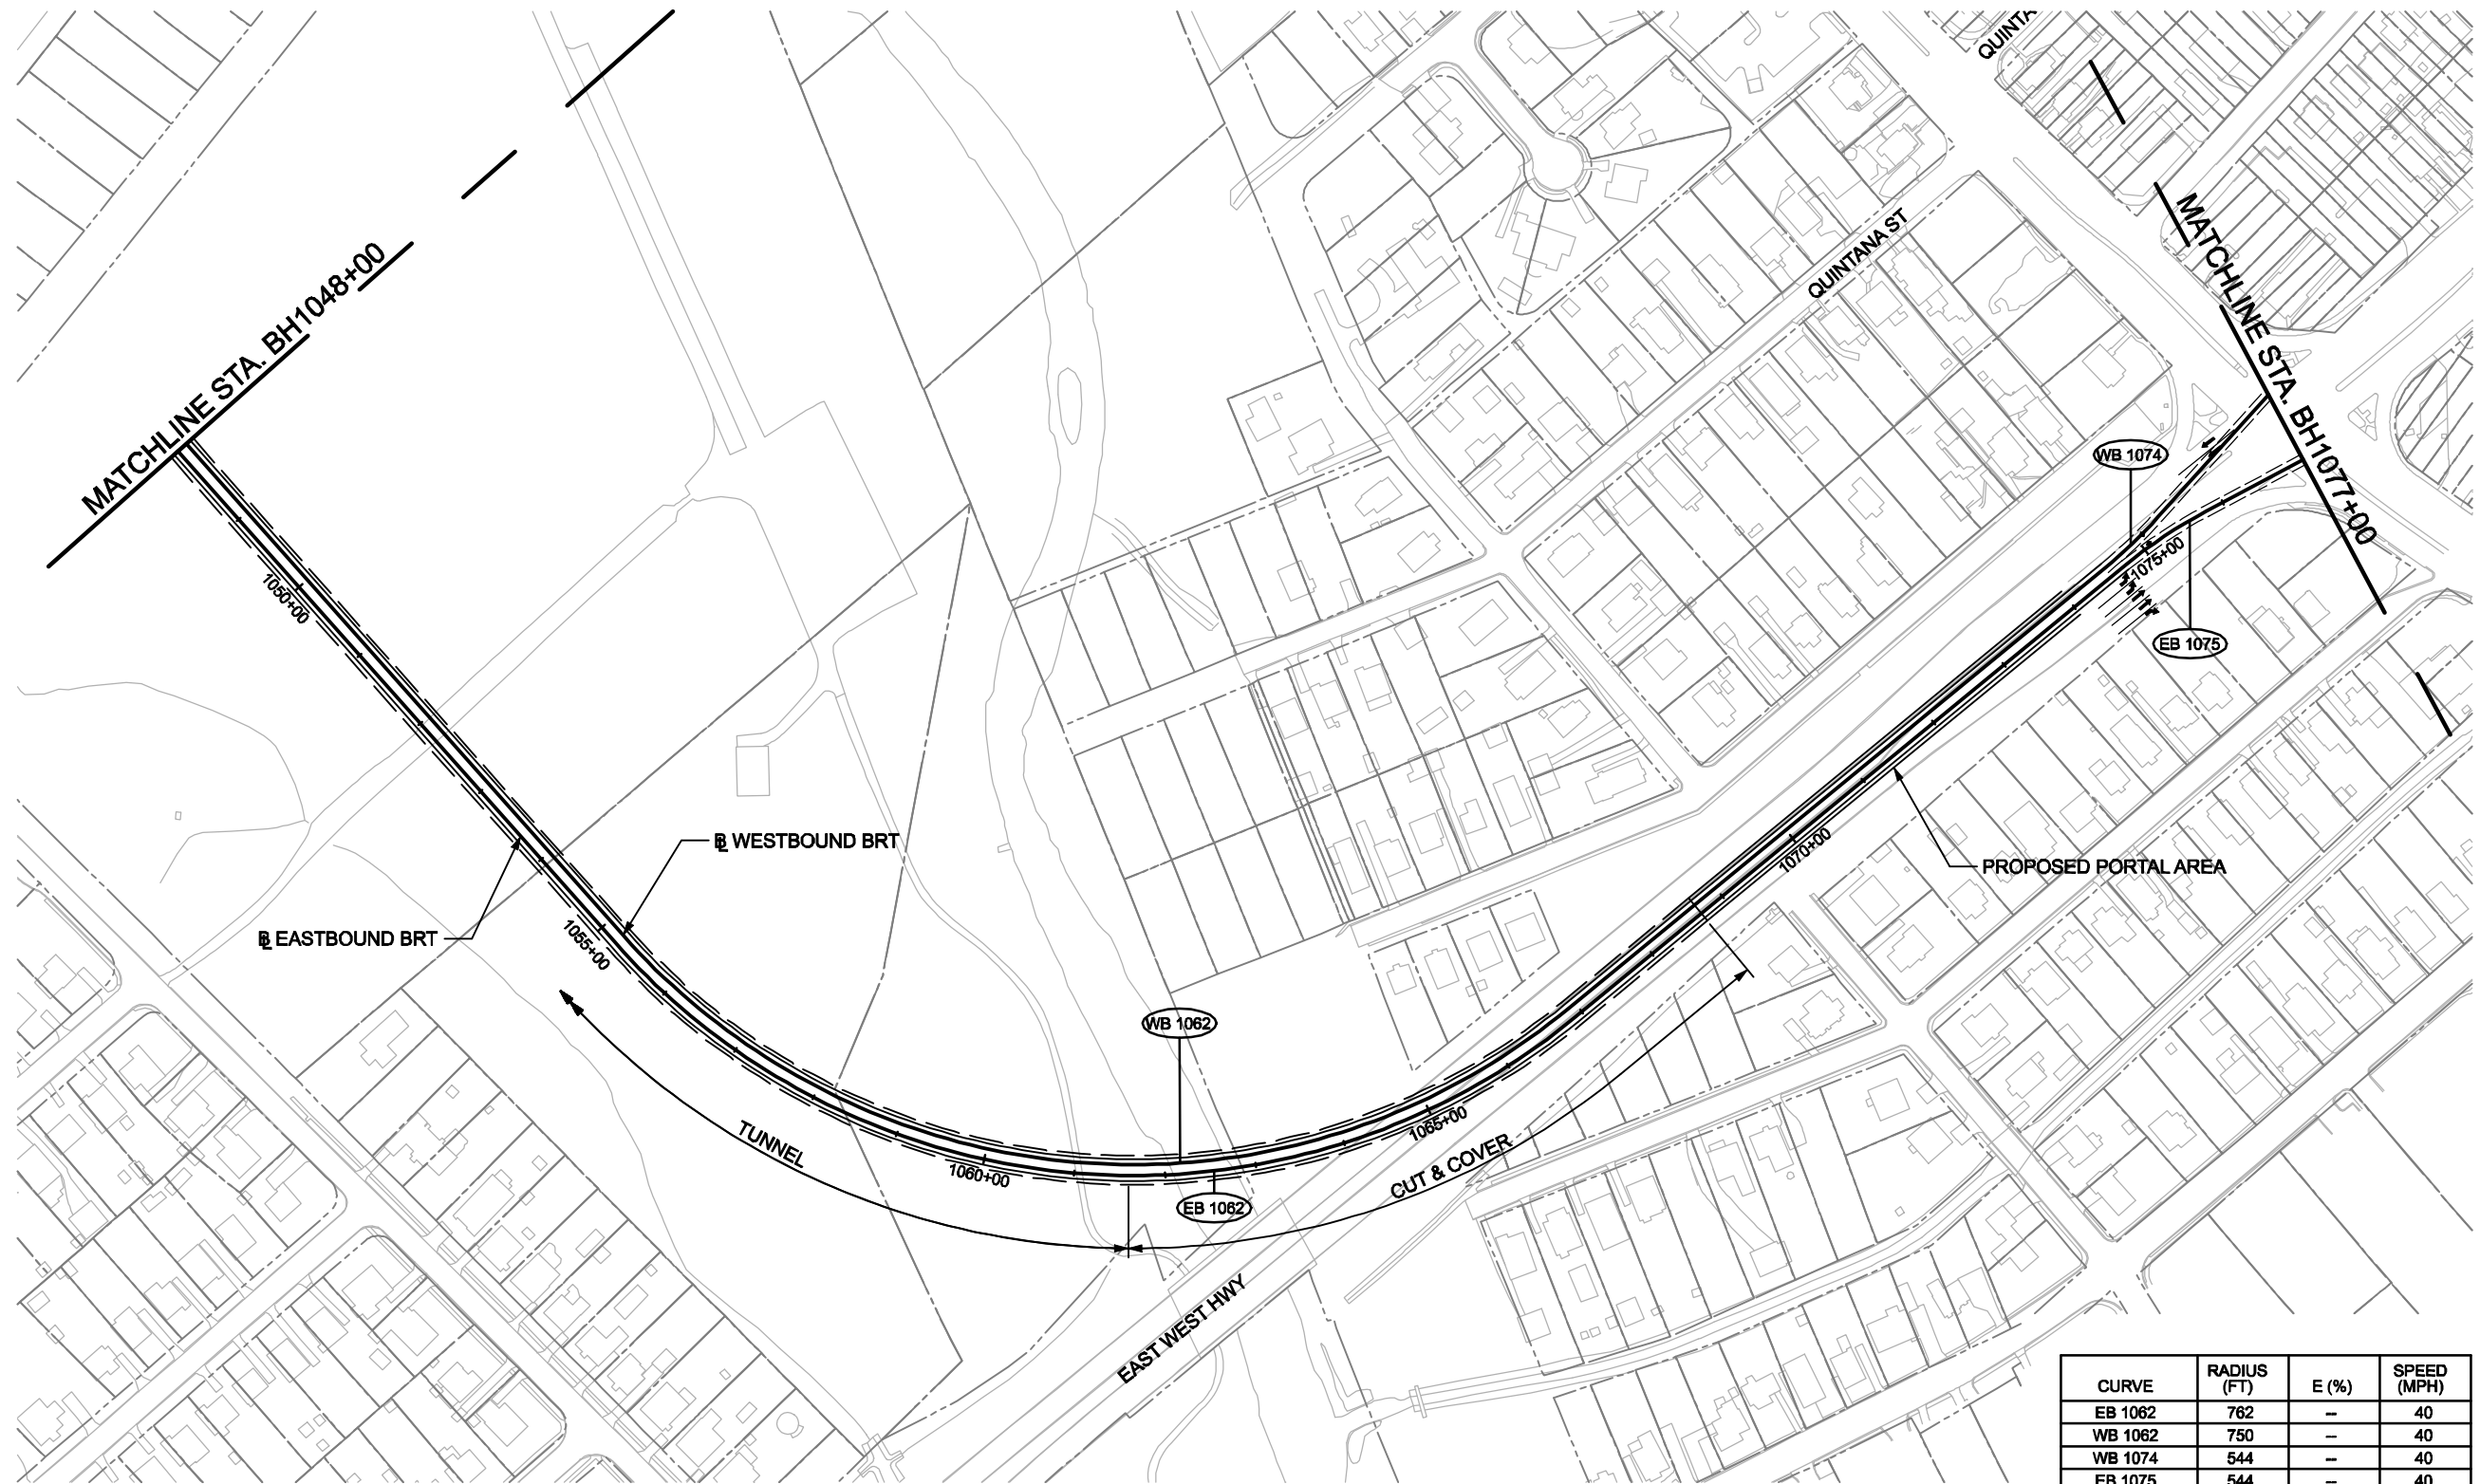 QUINTA
MATCHLINE STA. BH1048+00
QUINTANA ST
MATCHLINE STA. BH1077+00
WB 1074
1075+00
EB 1075
1050+00
℄ WESTBOUND BRT
℄ EASTBOUND BRT
1055+00
1070+00
PROPOSED PORTAL AREA
WB 1062
1065+00
TUNNEL
1060+00
CUT & COVER
EB 1062
EAST WEST HWY
CURVE RADIUS (FT) E (%) SPEED (MPH)
EB 1062 762 -- 40
WB 1062 750 -- 40
WB 1074 544 -- 40
EB 1075 544 -- 40